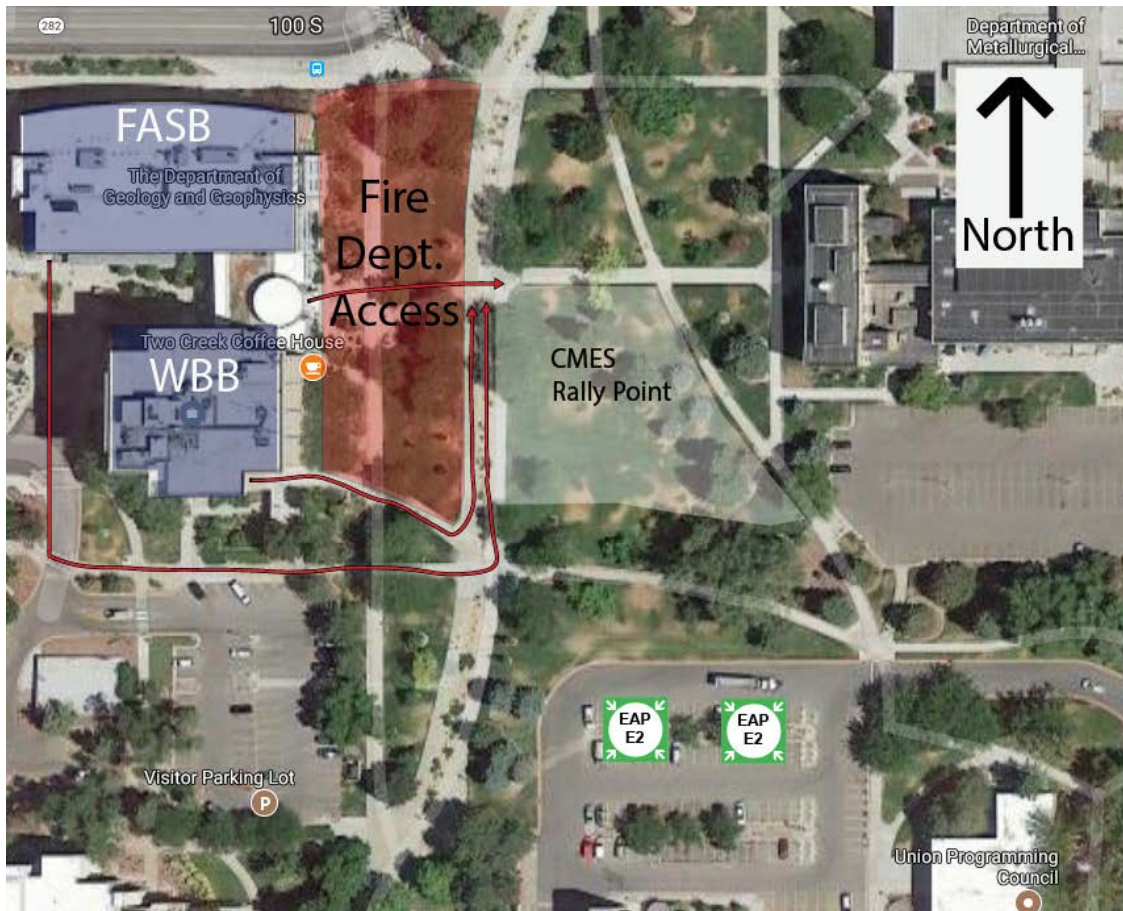 282
100 S
Department of
Metallurgical...
FASB
The Department of
Geology and Geophysics
North
Fire
Dept.
Access
Two Creek Coffee House
WBB
CMES
Rally Point
EAP
E2
EAP
E2
Visitor Parking Lot
P
Union Programming
Council